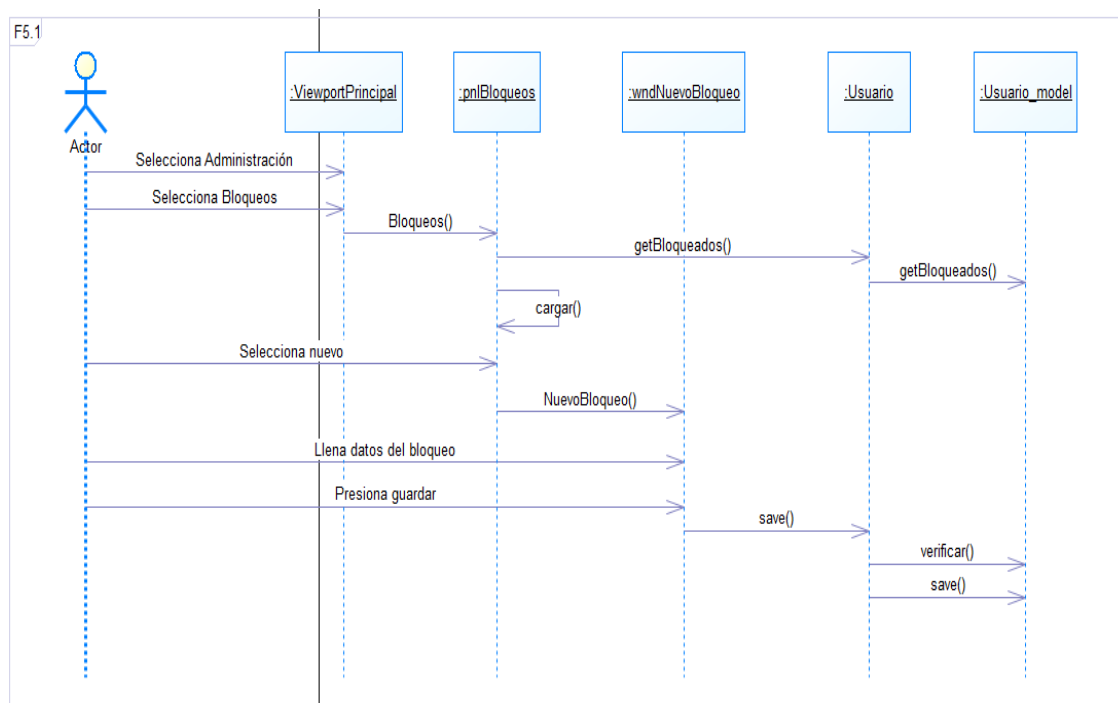 F5.1
:ViewportPrincipal
:pnlBloqueos
:wndNuevoBloqueo
:Usuario
:Usuario_model
Actor
Selecciona Administración
Selecciona Bloqueos
Bloqueos()
getBloqueados()
getBloqueados()
cargar()
Selecciona nuevo
NuevoBloqueo()
Llena datos del bloqueo
Presiona guardar
save()
verificar()
save()